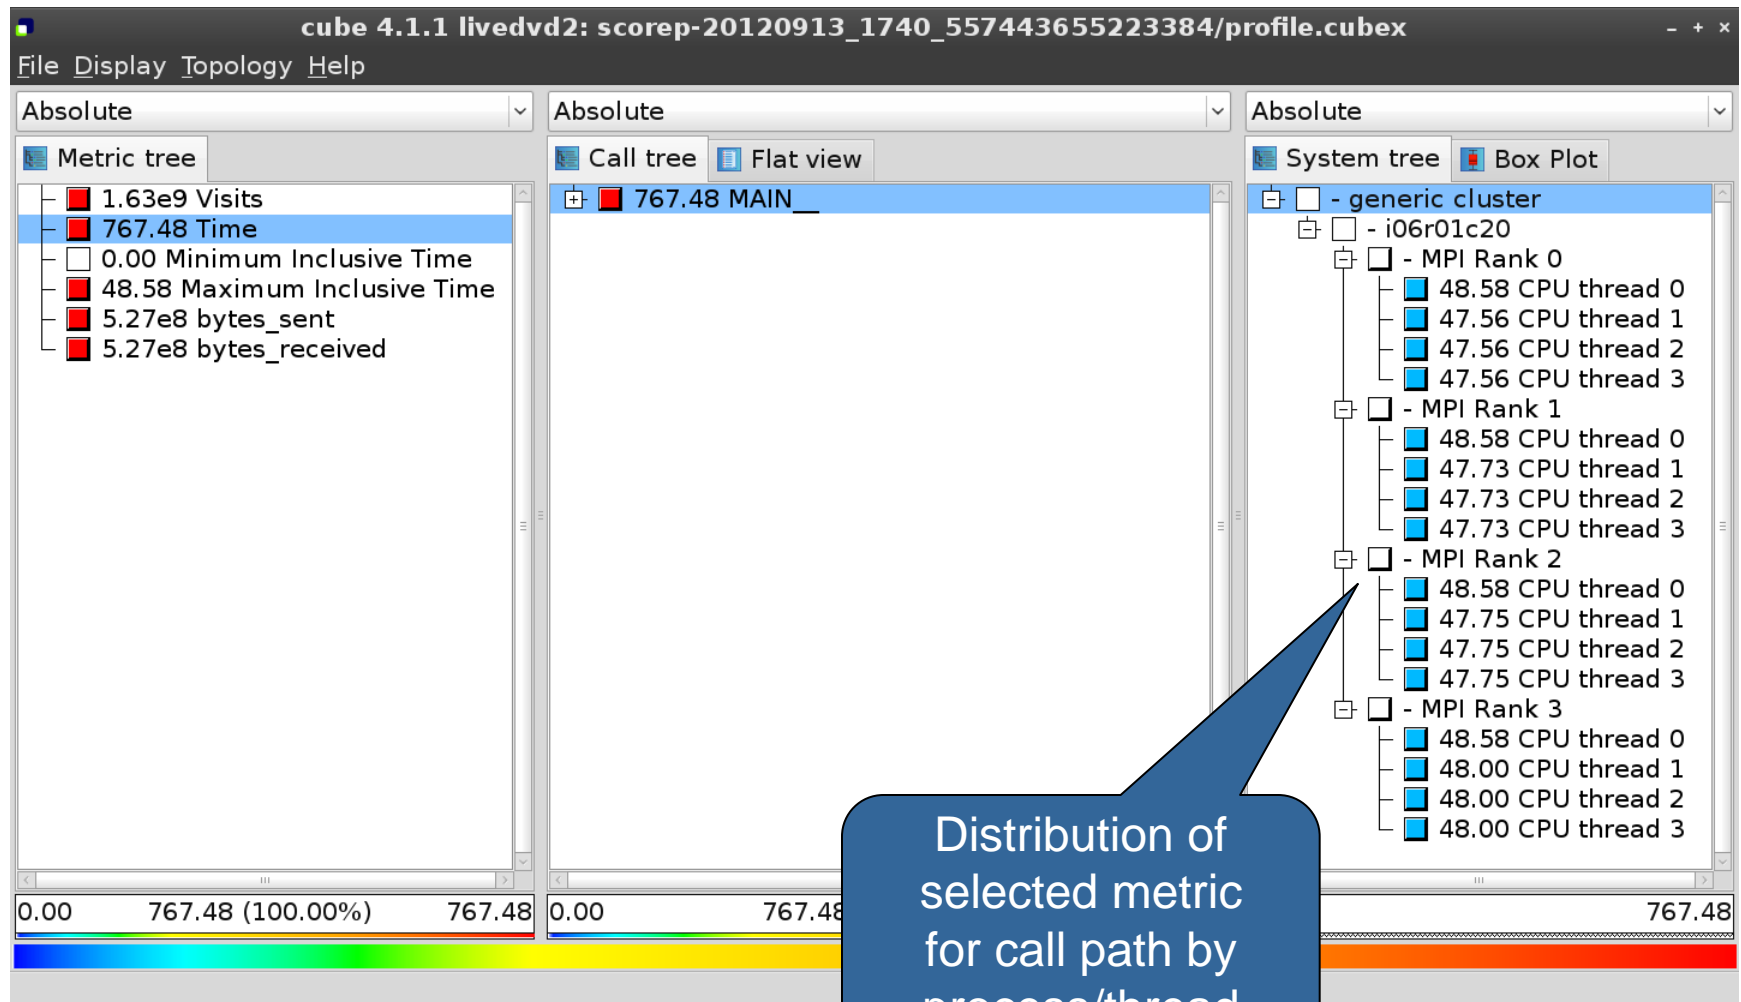 cube 4.1.1 livedvd2: scorep-20120913_1740_557443655223384/profile.cubex
File Display Topology Help
Absolute
Metric tree
1.63e9 Visits
767.48 Time
0.00 Minimum Inclusive Time
48.58 Maximum Inclusive Time
5.27e8 bytes_sent
5.27e8 bytes_received
0.00 767.48 (100.00%) 767.48
Absolute
Call tree Flat view
767.48 MAIN__
0.00 767.48
Absolute
System tree Box Plot
- generic cluster
- i06r01c20
- MPI Rank 0
48.58 CPU thread 0
47.56 CPU thread 1
47.56 CPU thread 2
47.56 CPU thread 3
- MPI Rank 1
48.58 CPU thread 0
47.73 CPU thread 1
47.73 CPU thread 2
47.73 CPU thread 3
- MPI Rank 2
48.58 CPU thread 0
47.75 CPU thread 1
47.75 CPU thread 2
47.75 CPU thread 3
- MPI Rank 3
48.58 CPU thread 0
48.00 CPU thread 1
48.00 CPU thread 2
48.00 CPU thread 3
767.48
Distribution of
selected metric
for call path by
process/thread